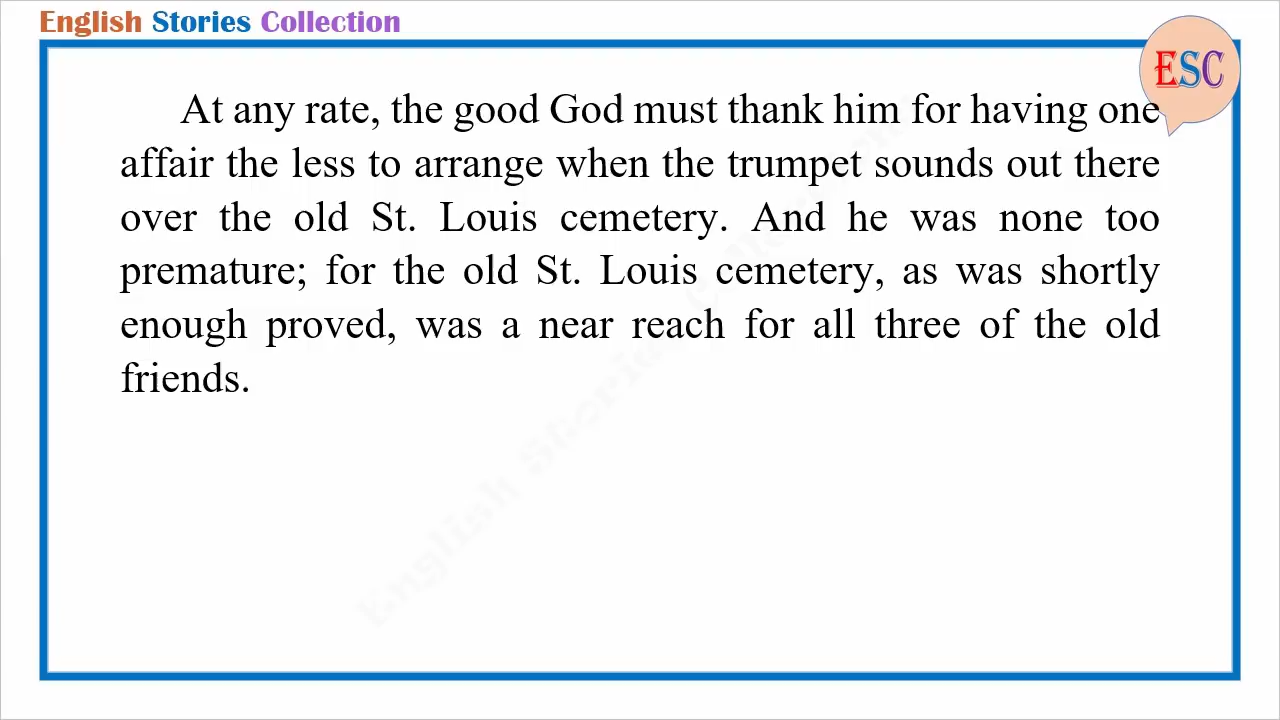 English Stories Collection
ESC
At any rate, the good God must thank him for having one
affair the less to arrange when the trumpet sounds out there
over the old St. Louis cemetery. And he was none too
premature; for the old St. Louis cemetery, as was shortly
enough proved, was a near reach for all three of the old
friends.
English Stories Collection